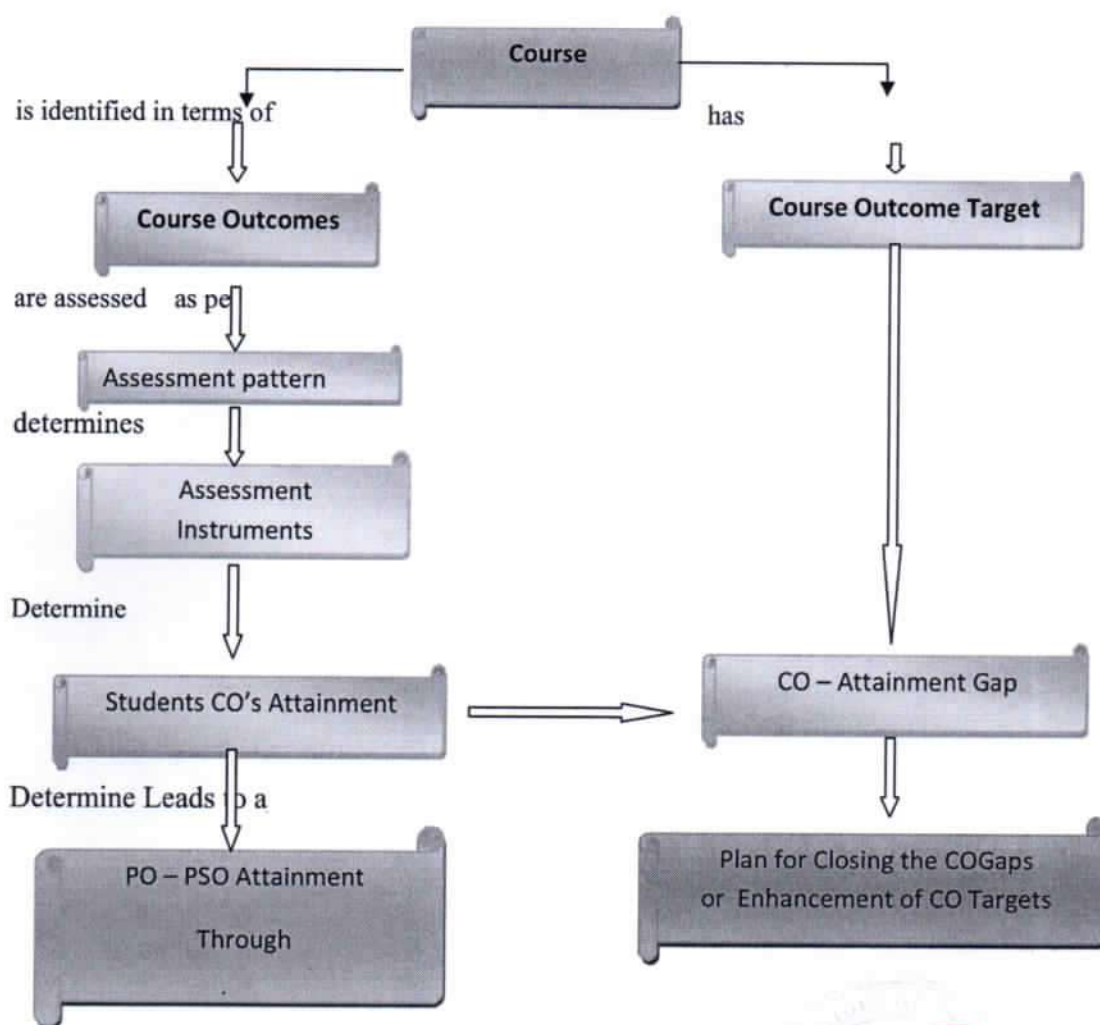 Course
is identified in terms of
has
Course Outcomes
Course Outcome Target
are assessed as pe
Assessment pattern
determines
Assessment
Instruments
Determine
Students CO's Attainment
CO – Attainment Gap
Determine Leads to a
PO – PSO Attainment
Through
Plan for Closing the COGaps
or Enhancement of CO Targets